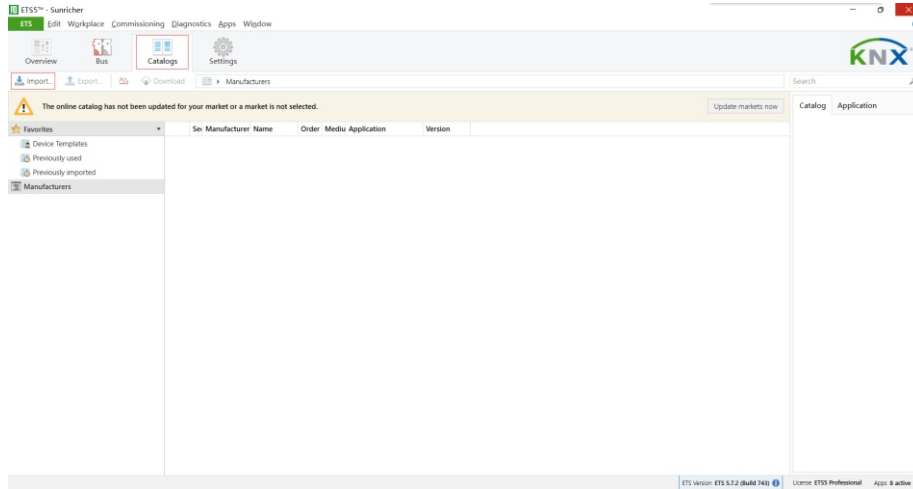 ETS5™ - Sunricher
ETS Edit Workplace Commissioning Diagnostics Apps Window
Overview Bus Catalogs Settings
KNX
Import... Export... Download Manufacturers Search
The online catalog has not been updated for your market or a market is not selected. Update markets now
Catalog Application
Favorites Sec Manufacturer Name Order Mediu Application Version
Device Templates
Previously used
Previously imported
Manufacturers
ETS Version ETS 5.7.2 (Build 743) License ETS5 Professional Apps 8 active